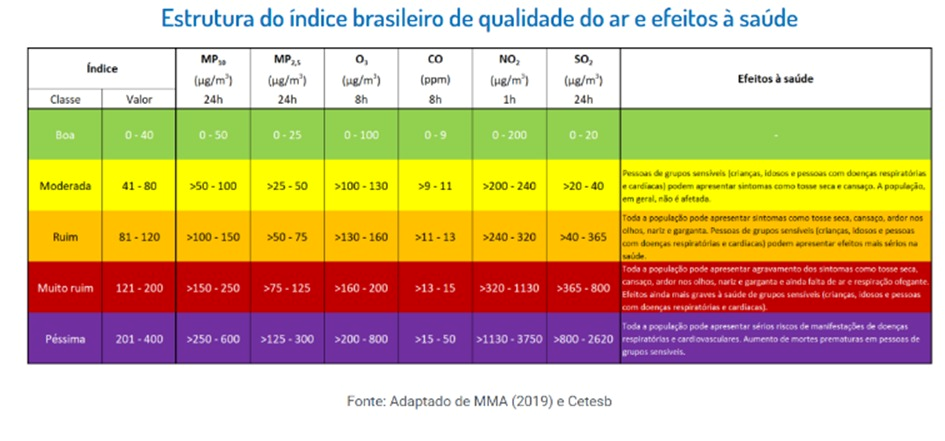 Estrutura do índice brasileiro de qualidade do ar e efeitos à saúde
Índice
MP₁₀ MP₂,₅ O₃ CO NO₂ SO₂
(µg/m³) (µg/m³) (µg/m³) (ppm) (µg/m³) (µg/m³)
Efeitos à saúde
Classe Valor 24h 24h 8h 8h 1h 24h
Boa 0 - 40 0 - 50 0 - 25 0 - 100 0 - 9 0 - 200 0 - 20 -
Moderada 41 - 80 >50 - 100 >25 - 50 >100 - 130 >9 - 11 >200 - 240 >20 - 40
Pessoas de grupos sensíveis (crianças, idosos e pessoas com doenças respiratórias
e cardíacas) podem apresentar sintomas como tosse seca e cansaço. A população,
em geral, não é afetada.
Ruim 81 - 120 >100 - 150 >50 - 75 >130 - 160 >11 - 13 >240 - 320 >40 - 365
Toda a população pode apresentar sintomas como tosse seca, cansaço, ardor nos
olhos, nariz e garganta. Pessoas de grupos sensíveis (crianças, idosos e pessoas
com doenças respiratórias e cardíacas) podem apresentar efeitos mais sérios na
saúde.
Muito ruim 121 - 200 >150 - 250 >75 - 125 >160 - 200 >13 - 15 >320 - 1130 >365 - 800
Toda a população pode apresentar agravamento dos sintomas como tosse seca,
cansaço, ardor nos olhos, nariz e garganta e ainda falta de ar e respiração ofegante.
Efeitos ainda mais graves à saúde de grupos sensíveis (crianças, idosos e pessoas
com doenças respiratórias e cardíacas).
Péssima 201 - 400 >250 - 600 >125 - 300 >200 - 800 >15 - 50 >1130 - 3750 >800 - 2620
Toda a população pode apresentar sérios riscos de manifestações de doenças
respiratórias e cardiovasculares. Aumento de mortes prematuras em pessoas de
grupos sensíveis.
Fonte: Adaptado de MMA (2019) e Cetesb